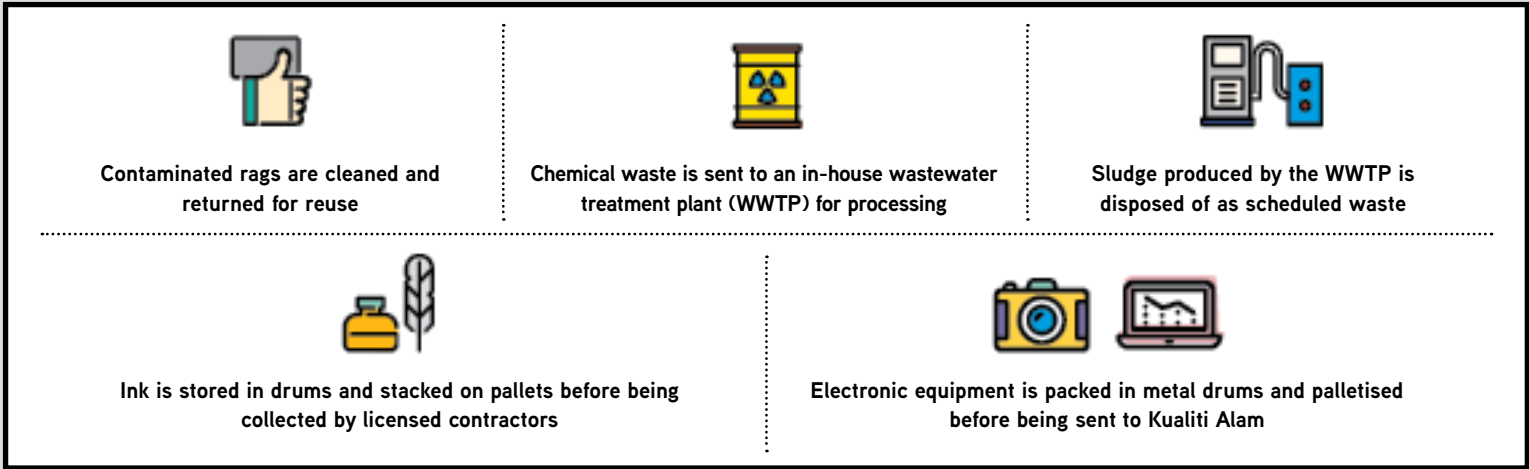 Contaminated rags are cleaned and
returned for reuse
Chemical waste is sent to an in-house wastewater
treatment plant (WWTP) for processing
Sludge produced by the WWTP is
disposed of as scheduled waste
Ink is stored in drums and stacked on pallets before being
collected by licensed contractors
Electronic equipment is packed in metal drums and palletised
before being sent to Kualiti Alam